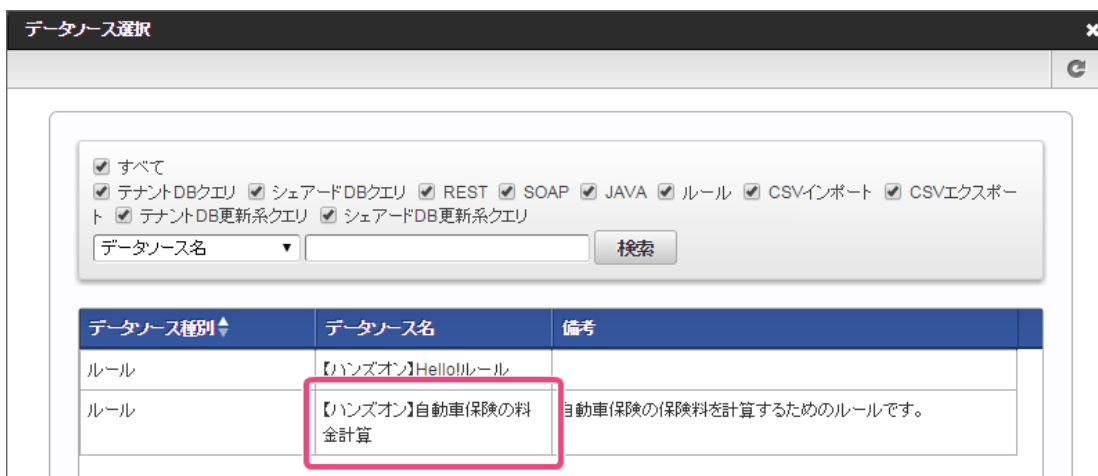 データソース選択
すべて
テナントDBクエリ シェアードDBクエリ REST SOAP JAVA ルール CSVインポート CSVエクスポー
ト テナントDB更新系クエリ シェアードDB更新系クエリ
データソース名 検索
データソース種別 データソース名 備考
ルール 【ハンズオン】Hello!ルール
ルール 【ハンズオン】自動車保険の料 自動車保険の保険料を計算するためのルールです。
金計算